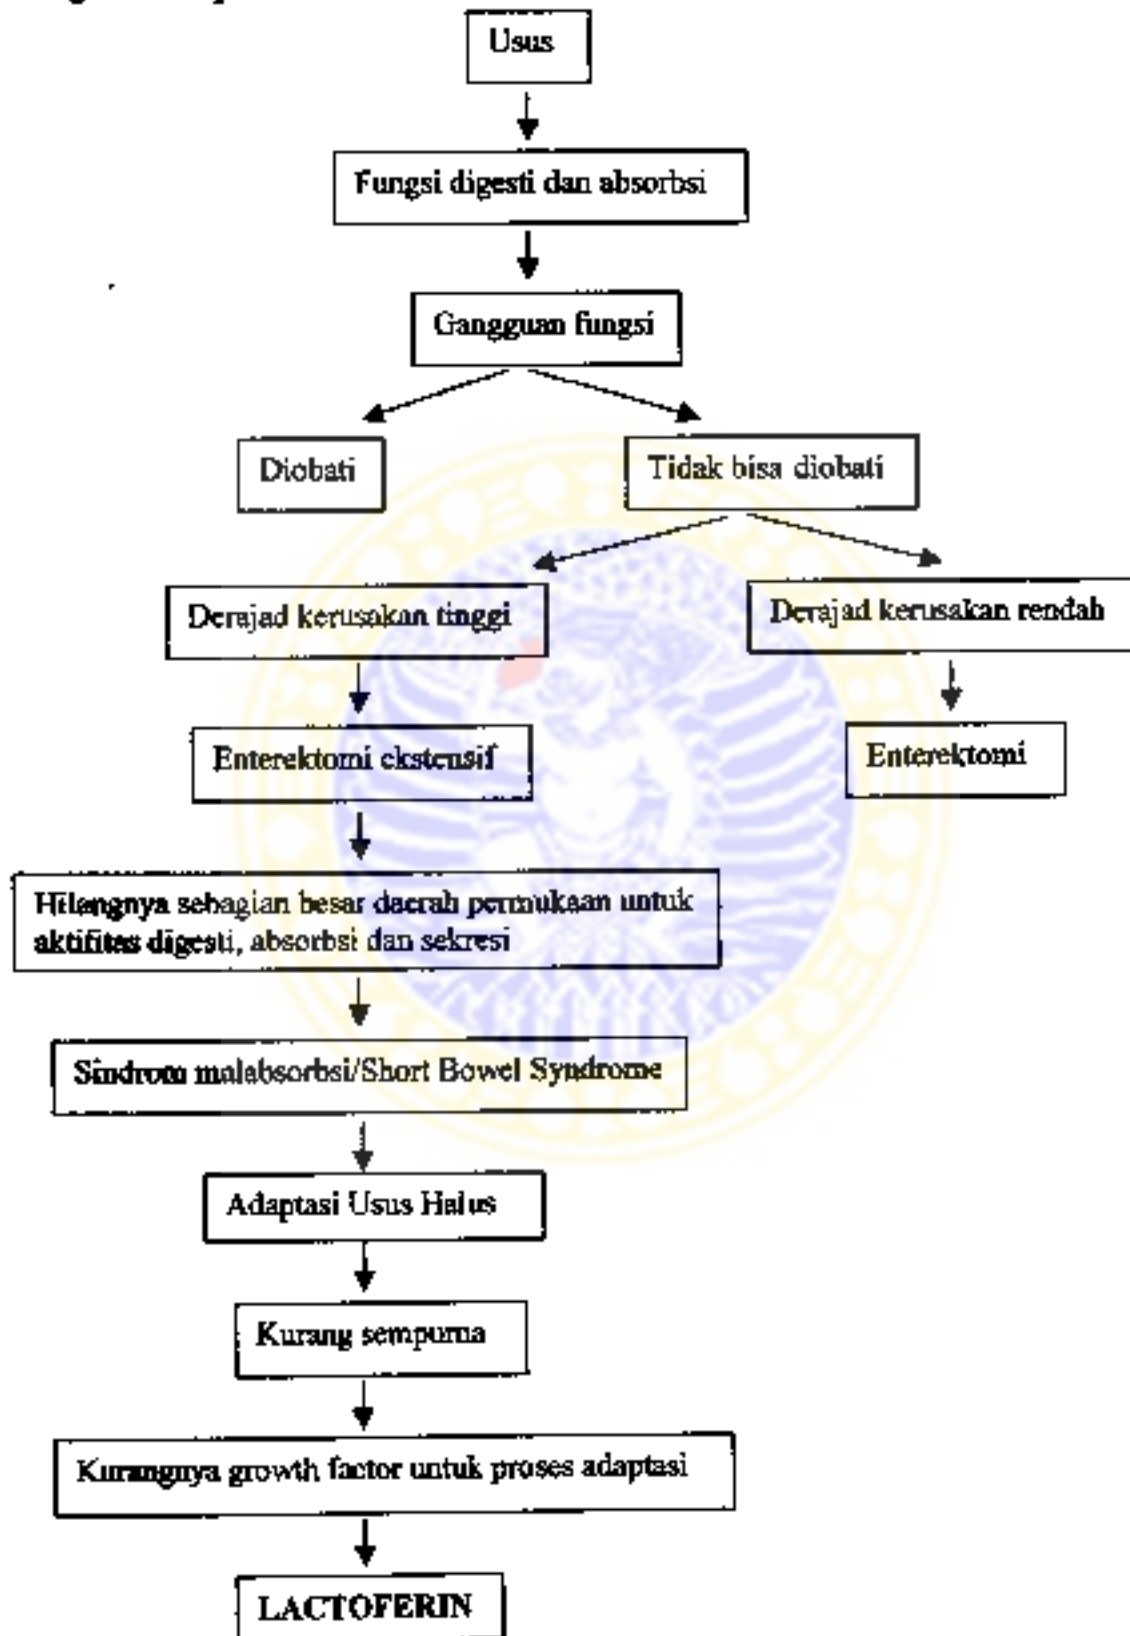 Usus
Fungsi digesti dan absorbsi
Gangguan fungsi
Diobati
Tidak bisa diobati
Derajad kerusakan tinggi
Derajad kerusakan rendah
Enterektomi ekstensif
Enterektomi
Hilangnya sebagian besar daerah permukaan untuk
aktifitas digesti, absorbsi dan sekresi
Sindrom malabsorbsi/Short Bowel Syndrome
Adaptasi Usus Halus
Kurang sempurna
Kurangnya growth factor untuk proses adaptasi
LACTOFERIN